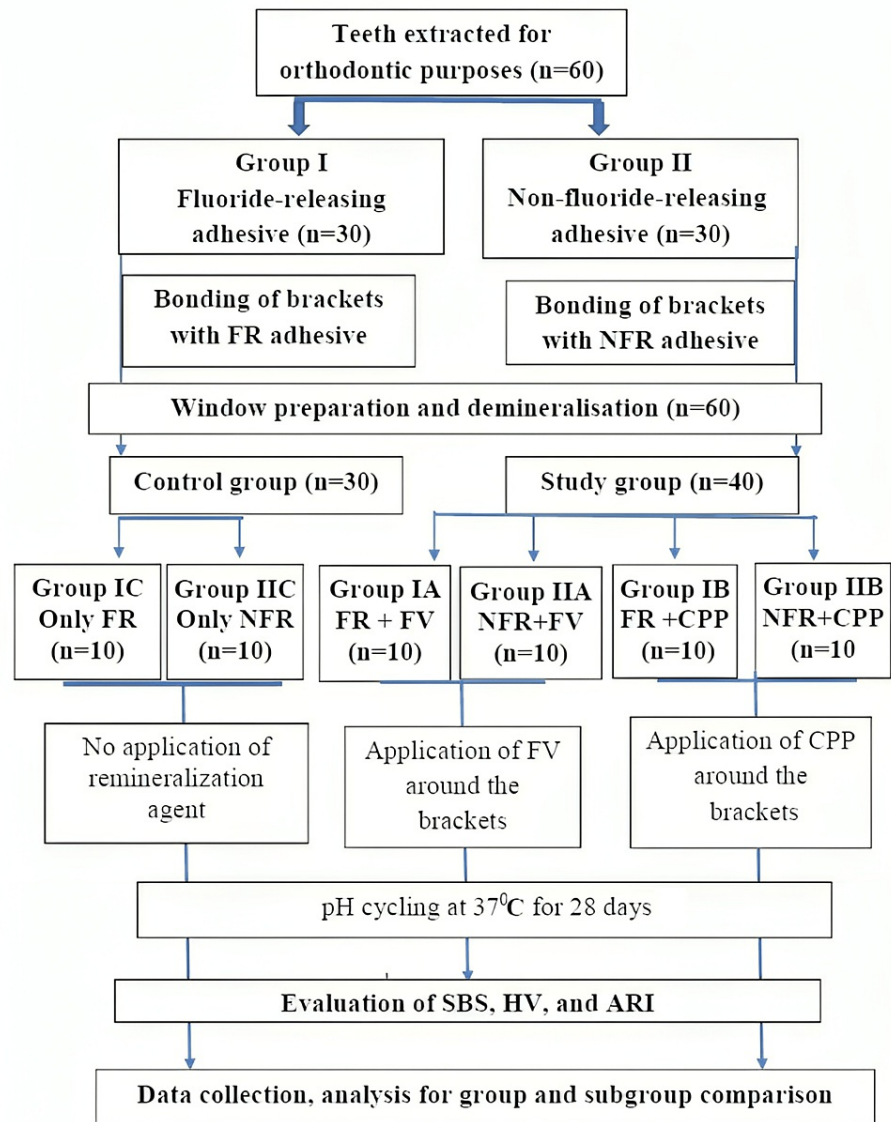 Teeth extracted for
orthodontic purposes (n=60)
Group I
Fluoride-releasing
adhesive (n=30)
Group II
Non-fluoride-releasing
adhesive (n=30)
Bonding of brackets
with FR adhesive
Bonding of brackets
with NFR adhesive
Window preparation and demineralisation (n=60)
Control group (n=30)
Study group (n=40)
Group IC
Only FR
(n=10)
Group IIC
Only NFR
(n=10)
Group IA
FR + FV
(n=10)
Group IIA
NFR+FV
(n=10)
Group IB
FR +CPP
(n=10)
Group IIB
NFR+CPP
(n=10
No application of
remineralization
agent
Application of FV
around the
brackets
Application of CPP
around the
brackets
pH cycling at 37⁰C for 28 days
Evaluation of SBS, HV, and ARI
Data collection, analysis for group and subgroup comparison